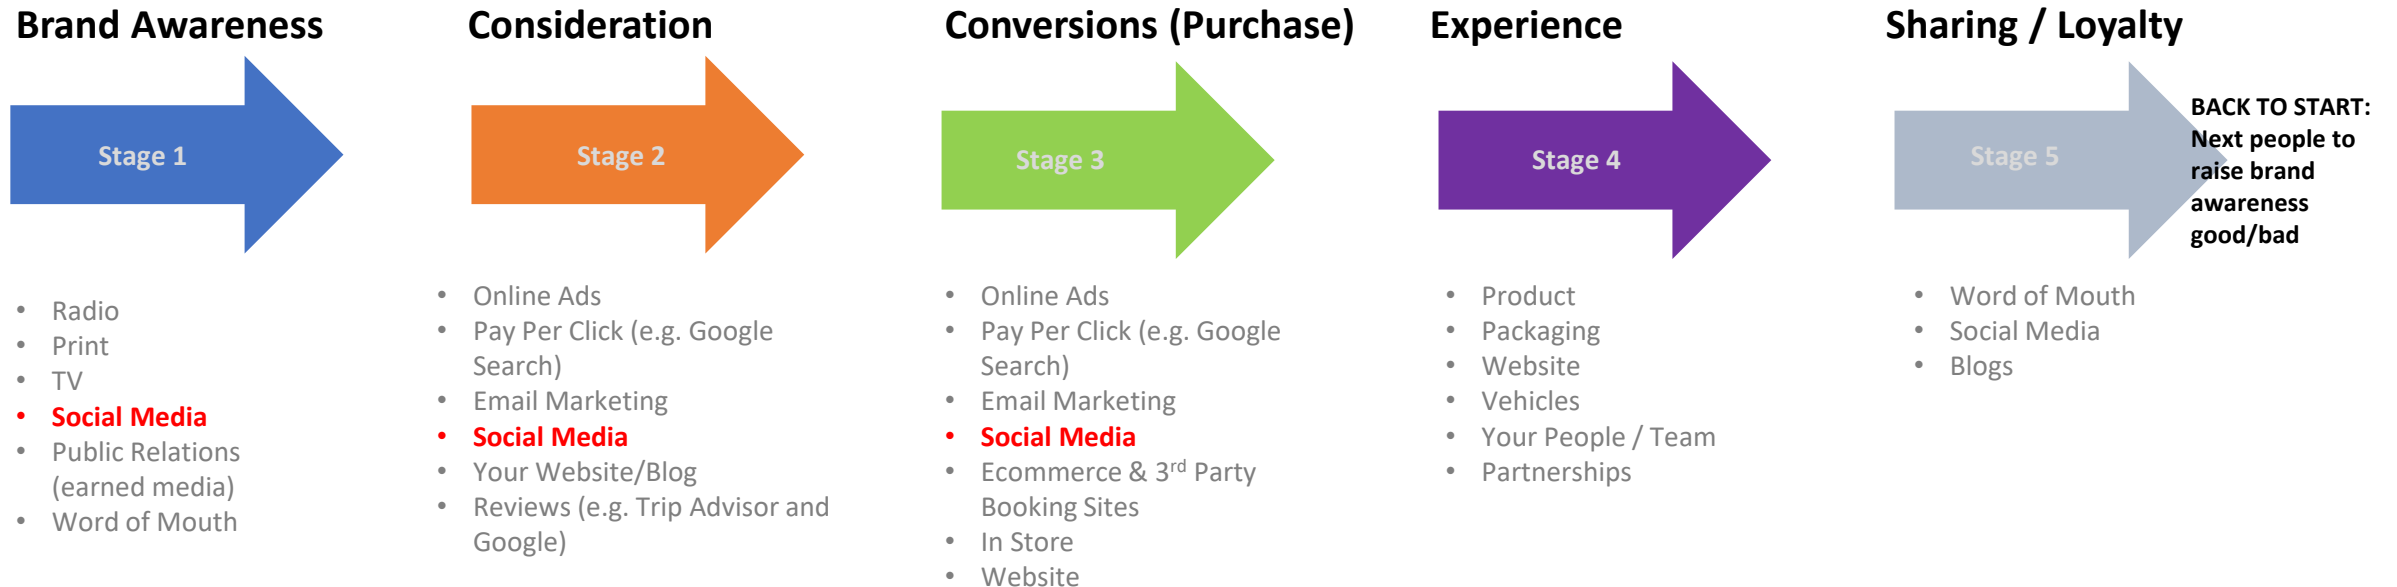 Brand Awareness
Stage 1
• Radio
• Print
• TV
• Social Media
• Public Relations
(earned media)
• Word of Mouth
Consideration
Stage 2
• Online Ads
• Pay Per Click (e.g. Google
Search)
• Email Marketing
• Social Media
• Your Website/Blog
• Reviews (e.g. Trip Advisor and
Google)
Conversions (Purchase)
Stage 3
• Online Ads
• Pay Per Click (e.g. Google
Search)
• Email Marketing
• Social Media
• Ecommerce & 3rd Party
Booking Sites
• In Store
• Website
Experience
Stage 4
• Product
• Packaging
• Website
• Vehicles
• Your People / Team
• Partnerships
Sharing / Loyalty
Stage 5
BACK TO START:
Next people to
raise brand
awareness
good/bad
• Word of Mouth
• Social Media
• Blogs